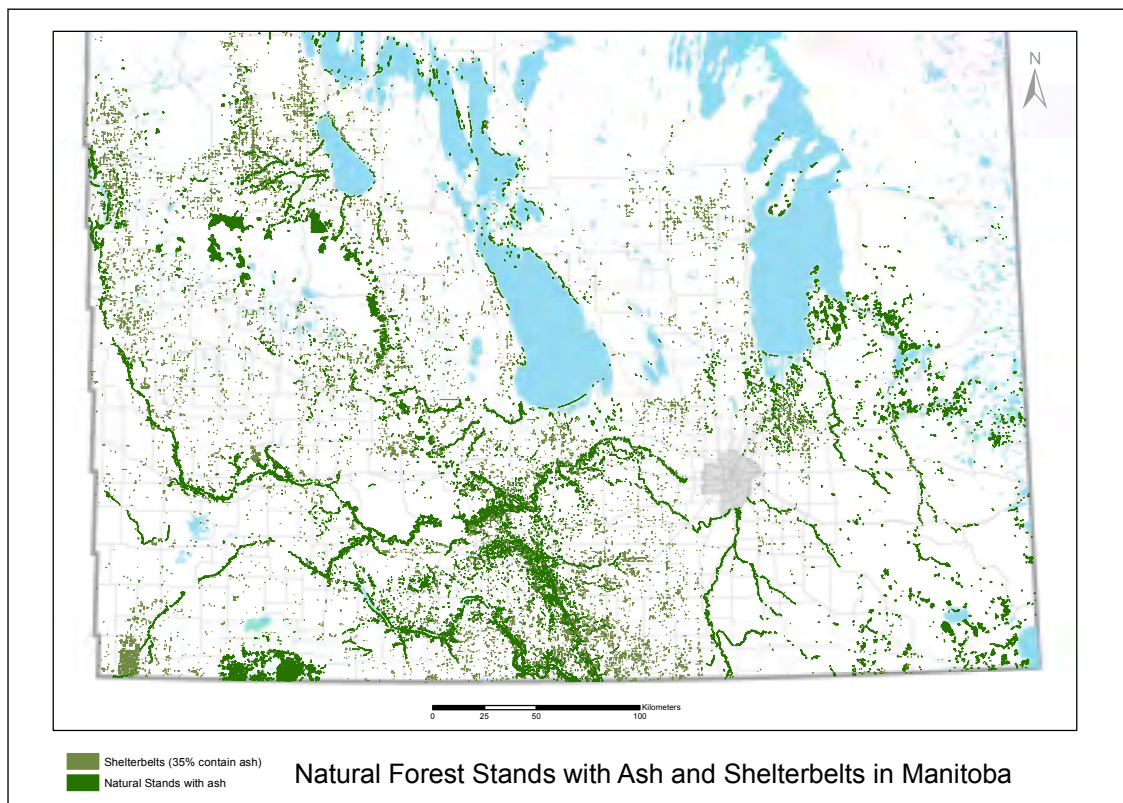 N
Kilometers
0 25 50 100
Shelterbelts (35% contain ash)
Natural Stands with ash
Natural Forest Stands with Ash and Shelterbelts in Manitoba